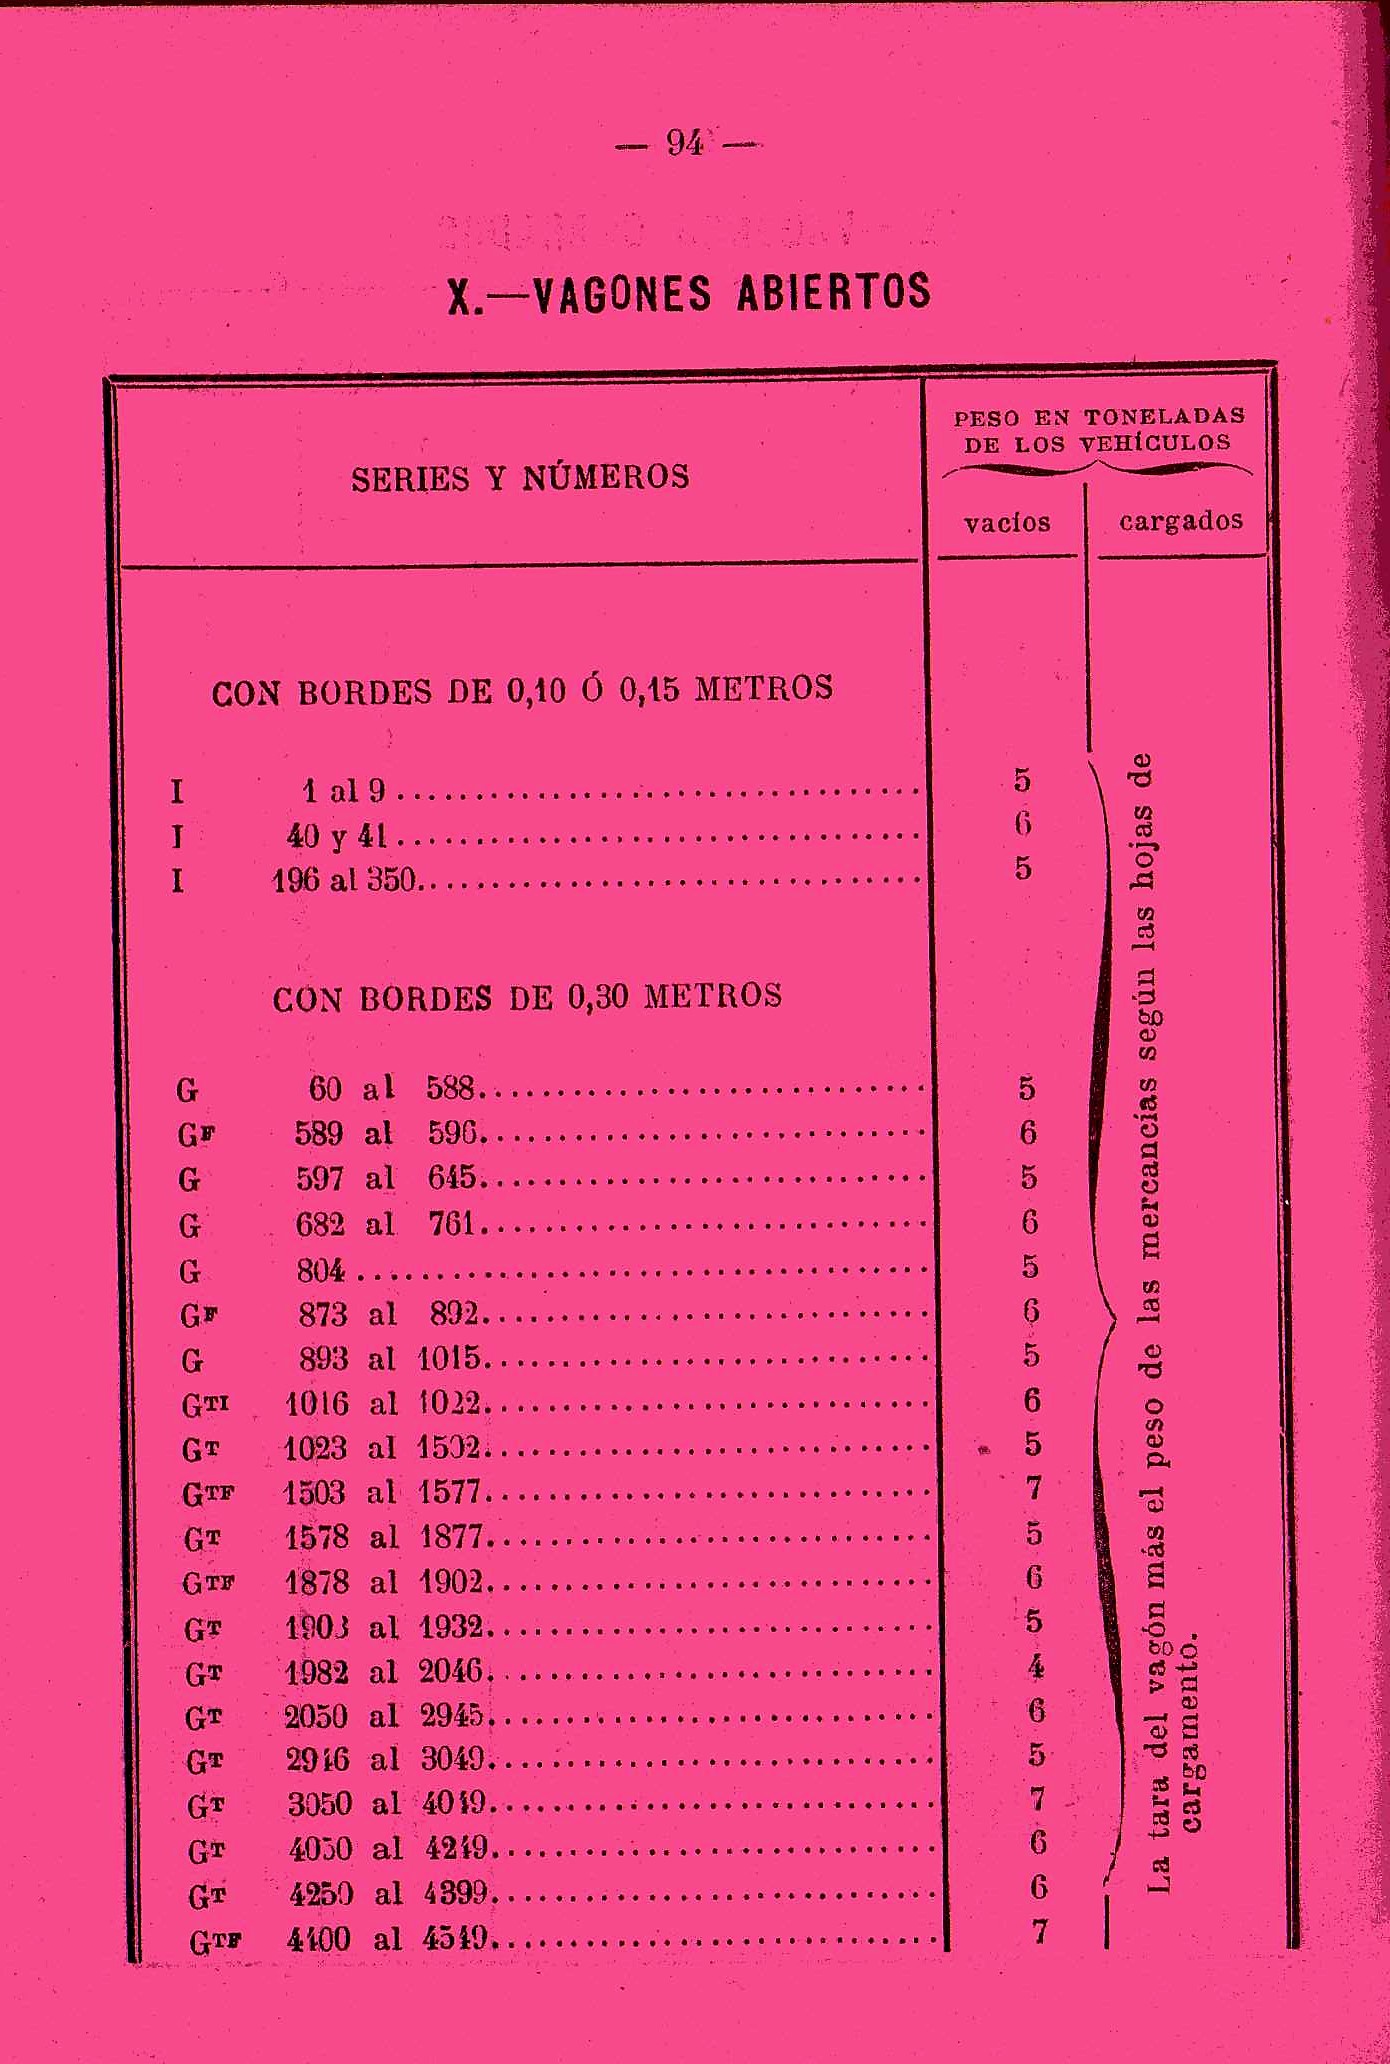 — 94 —
X.—VAGONES ABIERTOS
SERIES Y NÚMEROS
PESO EN TONELADAS
DE LOS VEHÍCULOS
vacíos
cargados
CON BORDES DE 0,10 Ó 0,15 METROS
I 1 al 9 5
I 40 y 41 6
I 196 al 350 5
CON BORDES DE 0,30 METROS
G 60 al 588 5
GF 589 al 596 6
G 597 al 645 5
G 682 al 761 6
G 804 5
GF 873 al 892 6
G 893 al 1015 5
GTI 1016 al 1022 6
GT 1023 al 1502 5
GTF 1503 al 1577 7
GT 1578 al 1877 5
GTF 1878 al 1902 6
GT 1903 al 1932 5
GT 1982 al 2046 4
GT 2050 al 2945 6
GT 2946 al 3049 5
GT 3050 al 4049 7
GT 4050 al 4249 6
GT 4250 al 4399 6
GTF 4400 al 4549 7
La tara del vagón más el peso de las mercancías según las hojas de
cargamento.